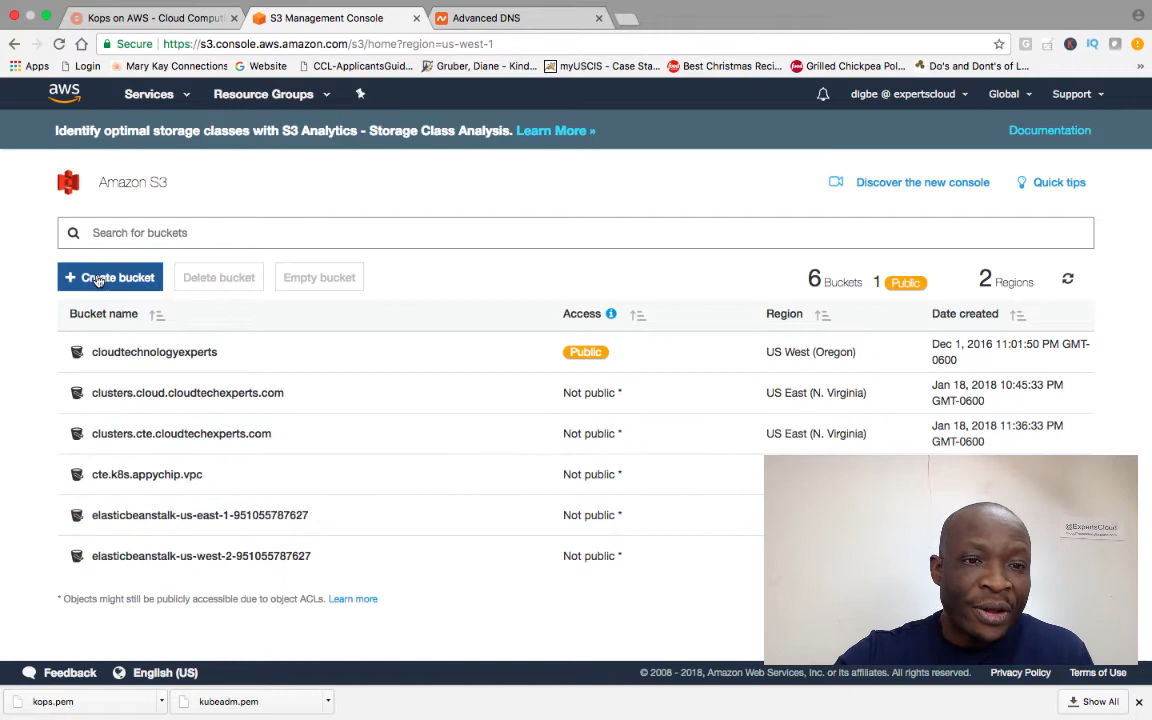 Kops on AWS - Cloud Computi
S3 Management Console
Advanced DNS
Secure
https://s3.console.aws.amazon.com/s3/home?region=us-west-1
Apps
Login
Mary Kay Connections
Website
CCL-ApplicantsGuid...
Gruber, Diane - Kind...
myUSCIS - Case Sta...
Best Christmas Reci...
Grilled Chickpea Pol...
Do's and Dont's of L...
»
aws
Services
Resource Groups
digbe @ expertscloud
Global
Support
Identify optimal storage classes with S3 Analytics - Storage Class Analysis. Learn More »
Documentation
Amazon S3
Discover the new console
Quick tips
Search for buckets
+ Create bucket
Delete bucket
Empty bucket
6 Buckets
1 Public
2 Regions
Bucket name
Access
Region
Date created
cloudtechnologyexperts
Public
US West (Oregon)
Dec 1, 2016 11:01:50 PM GMT-
0600
clusters.cloud.cloudtechexperts.com
Not public *
US East (N. Virginia)
Jan 18, 2018 10:45:33 PM
GMT-0600
clusters.cte.cloudtechexperts.com
Not public *
US East (N. Virginia)
Jan 18, 2018 11:36:33 PM
GMT-0600
cte.k8s.appychip.vpc
Not public *
elasticbeanstalk-us-east-1-951055787627
Not public *
elasticbeanstalk-us-west-2-951055787627
Not public *
@ExpertsCloud
* Objects might still be publicly accessible due to object ACLs. Learn more
Feedback
English (US)
© 2008 - 2018, Amazon Web Services, Inc. or its affiliates. All rights reserved.
Privacy Policy
Terms of Use
kops.pem
kubeadm.pem
Show All